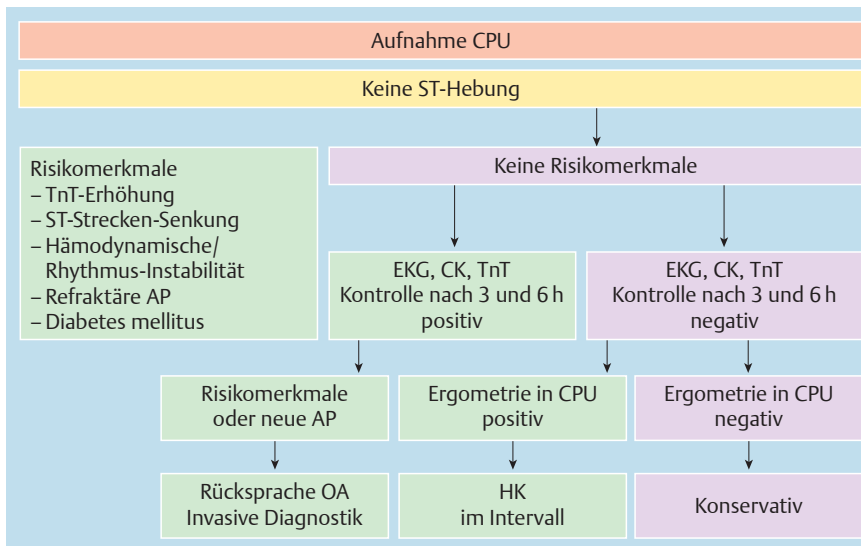 Aufnahme CPU
Keine ST-Hebung
Risikomerkmale
– TnT-Erhöhung
– ST-Strecken-Senkung
– Hämodynamische/
Rhythmus-Instabilität
– Refraktäre AP
– Diabetes mellitus
Keine Risikomerkmale
EKG, CK, TnT
Kontrolle nach 3 und 6 h
positiv
EKG, CK, TnT
Kontrolle nach 3 und 6 h
negativ
Risikomerkmale
oder neue AP
Ergometrie in CPU
positiv
Ergometrie in CPU
negativ
Rücksprache OA
Invasive Diagnostik
HK
im Intervall
Konservativ